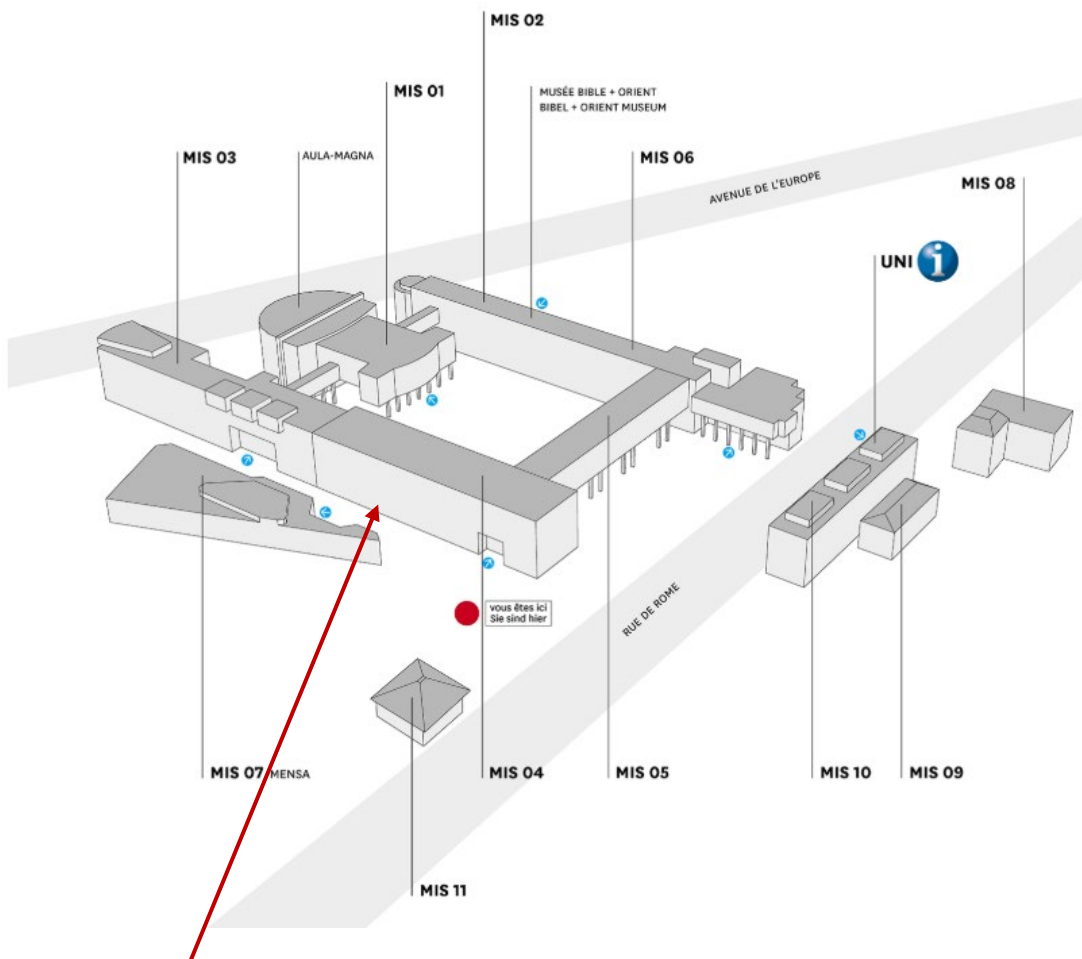 MIS 02
MIS 01
MUSÉE BIBLE + ORIENT
BIBEL + ORIENT MUSEUM
MIS 03
AULA-MAGNA
MIS 06
AVENUE DE L'EUROPE
MIS 08
UNI i
vous êtes ici
Sie sind hier
RUE DE ROME
MIS 07 MENSA
MIS 04
MIS 05
MIS 10
MIS 09
MIS 11